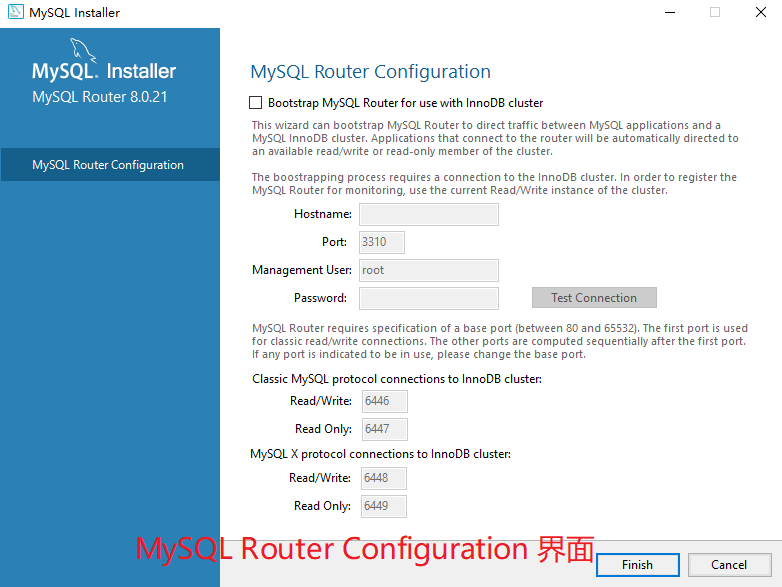 MySQL Installer
MySQL. Installer
MySQL Router 8.0.21
MySQL Router Configuration
MySQL Router Configuration
Bootstrap MySQL Router for use with InnoDB cluster
This wizard can bootstrap MySQL Router to direct traffic between MySQL applications and a
MySQL InnoDB cluster. Applications that connect to the router will be automatically directed to
an available read/write or read-only member of the cluster.
The boostrapping process requires a connection to the InnoDB cluster. In order to register the
MySQL Router for monitoring, use the current Read/Write instance of the cluster.
Hostname:
Port: 3310
Management User: root
Password:
Test Connection
MySQL Router requires specification of a base port (between 80 and 65532). The first port is used
for classic read/write connections. The other ports are computed sequentially after the first port.
If any port is indicated to be in use, please change the base port.
Classic MySQL protocol connections to InnoDB cluster:
Read/Write: 6446
Read Only: 6447
MySQL X protocol connections to InnoDB cluster:
Read/Write: 6448
Read Only: 6449
MySQL Router Configuration 界面
Finish Cancel